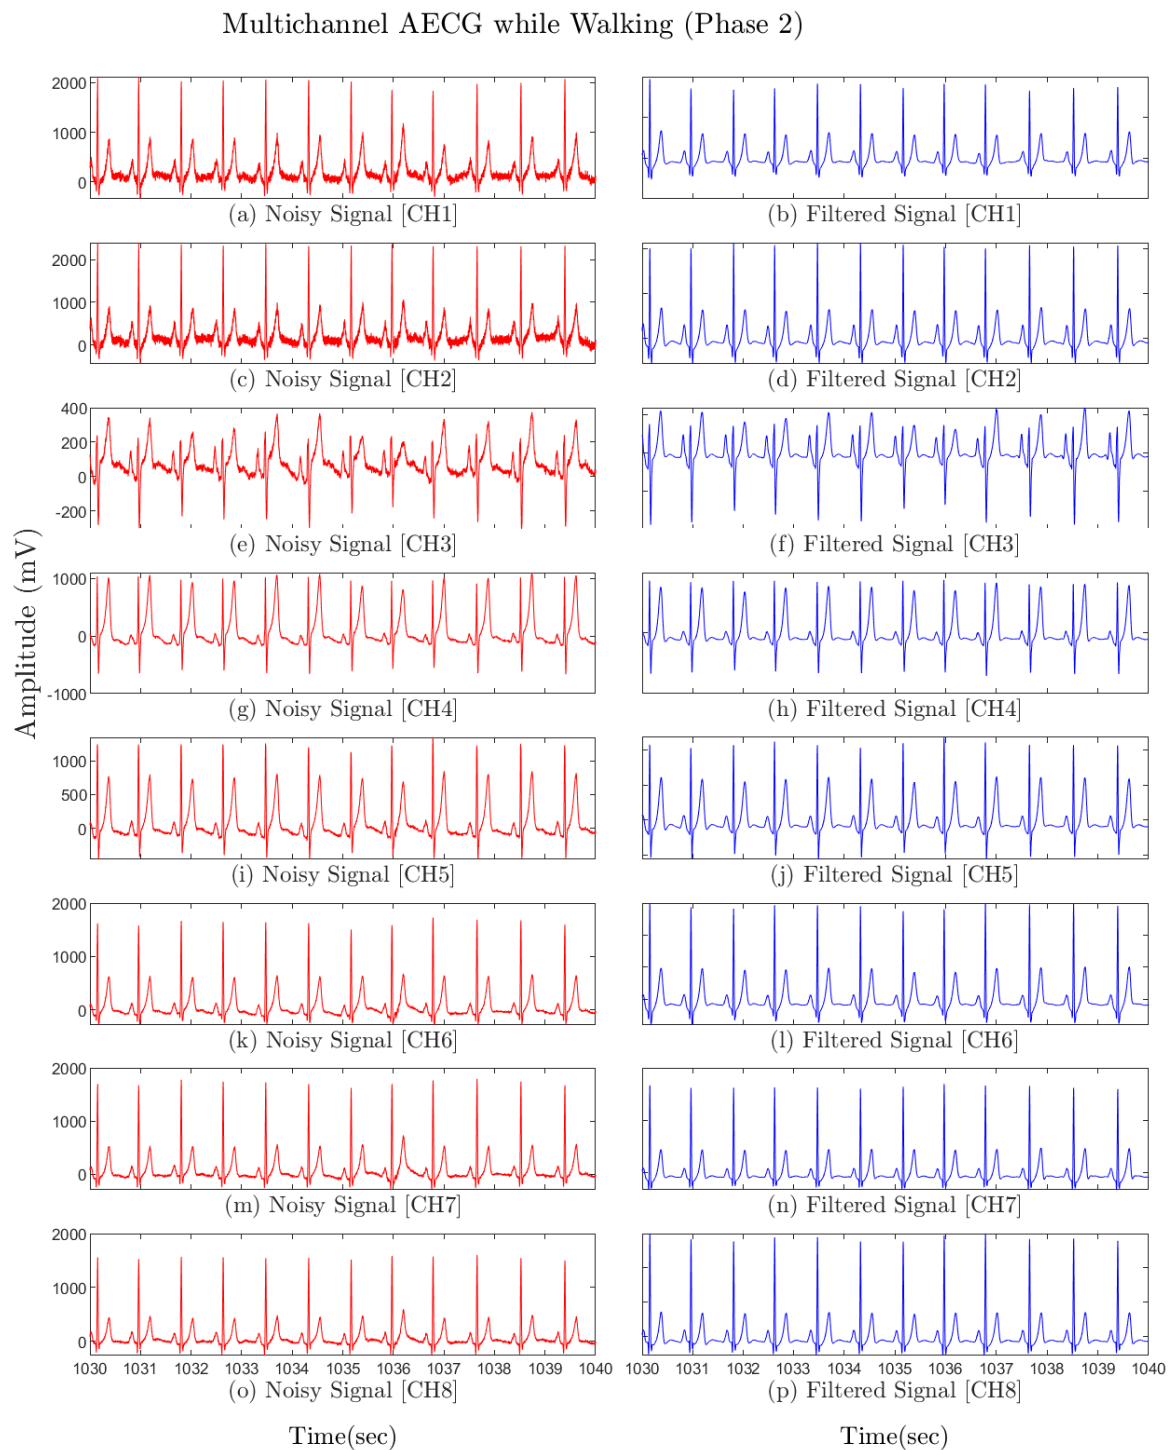 Multichannel AECG while Walking (Phase 2)
2000
1000
0
(a) Noisy Signal [CH1]
(b) Filtered Signal [CH1]
2000
1000
0
(c) Noisy Signal [CH2]
(d) Filtered Signal [CH2]
400
200
0
-200
(e) Noisy Signal [CH3]
(f) Filtered Signal [CH3]
Amplitude (mV)
1000
0
-1000
(g) Noisy Signal [CH4]
(h) Filtered Signal [CH4]
1000
500
0
(i) Noisy Signal [CH5]
(j) Filtered Signal [CH5]
2000
1000
0
(k) Noisy Signal [CH6]
(l) Filtered Signal [CH6]
2000
1000
0
(m) Noisy Signal [CH7]
(n) Filtered Signal [CH7]
2000
1000
0
1030 1031 1032 1033 1034 1035 1036 1037 1038 1039 1040
1030 1031 1032 1033 1034 1035 1036 1037 1038 1039 1040
(o) Noisy Signal [CH8]
(p) Filtered Signal [CH8]
Time(sec)
Time(sec)